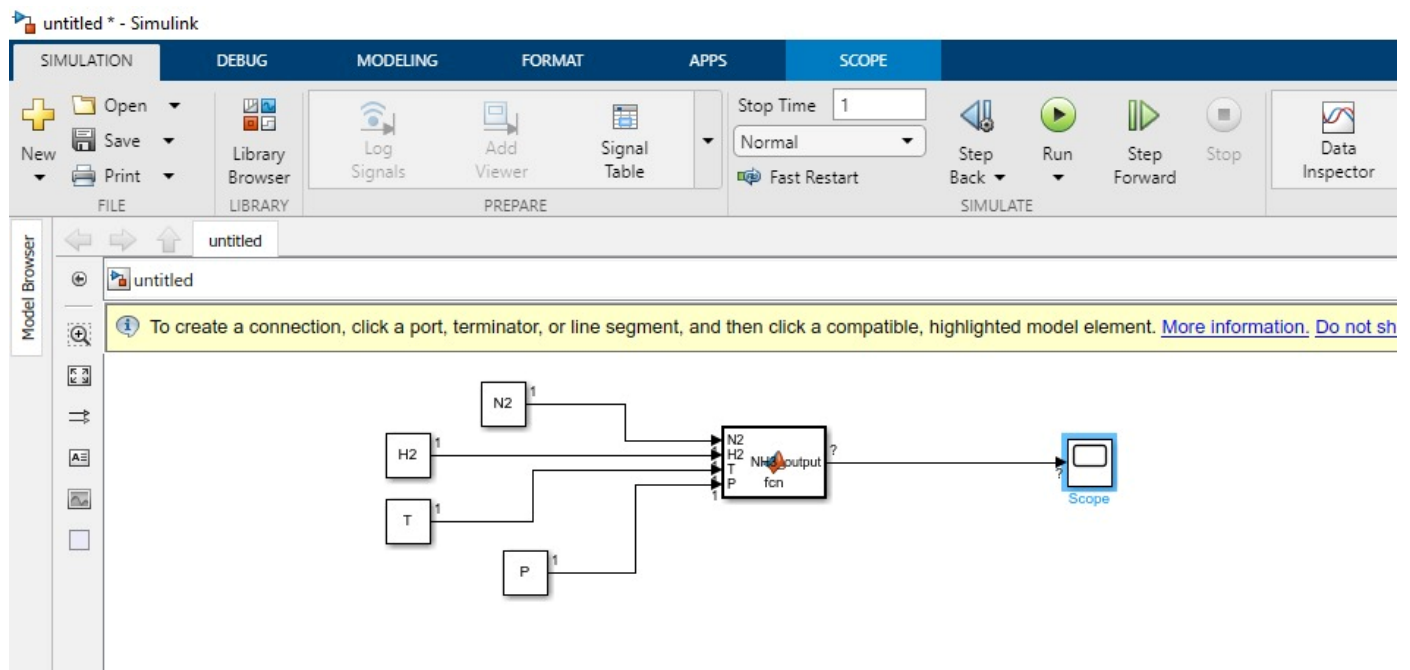 untitled * - Simulink
SIMULATION DEBUG MODELING FORMAT APPS SCOPE
New
Open
Save
Print
FILE
Library
Browser
LIBRARY
Log
Signals
Add
Viewer
Signal
Table
PREPARE
Stop Time 1
Normal
Fast Restart
Step
Back
Run
Step
Forward
Stop
SIMULATE
Data
Inspector
Model Browser
untitled
untitled
To create a connection, click a port, terminator, or line segment, and then click a compatible, highlighted model element. More information. Do not sh
N2
1
H2
1
T
1
P
1
N2
H2
T
P
1
fcn
?
?
Scope